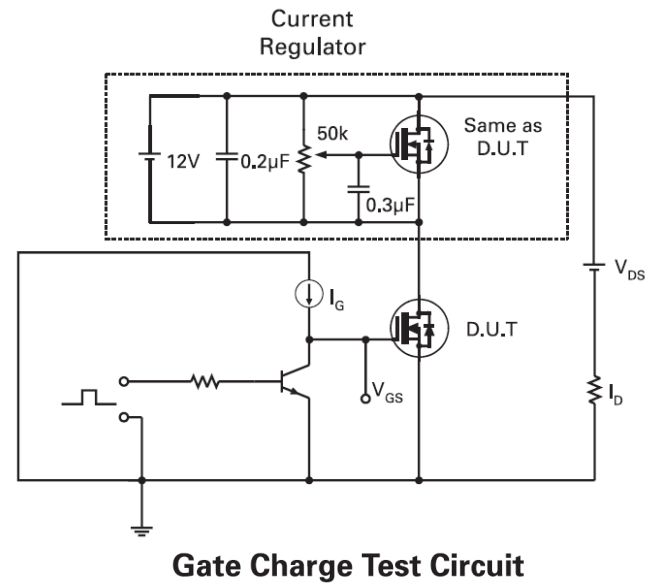 Current
Regulator
50k
Same as
D.U.T
12V
0.2µF
0.3µF
V_DS
I_G
D.U.T
I_D
V_GS
Gate Charge Test Circuit